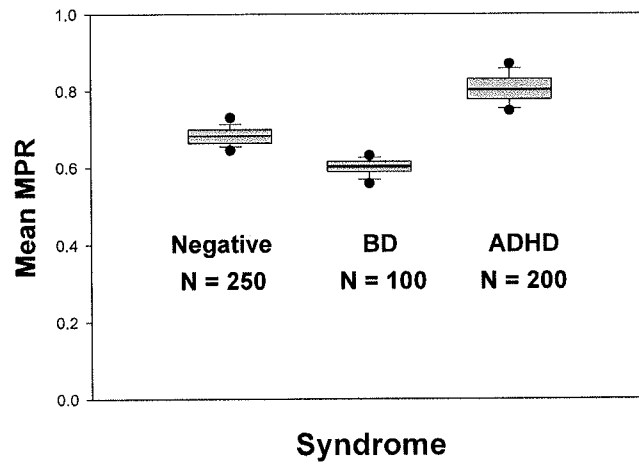 1.0
0.8
0.6
0.4
0.2
0.0
Mean MPR
Negative
N = 250
BD
N = 100
ADHD
N = 200
Syndrome